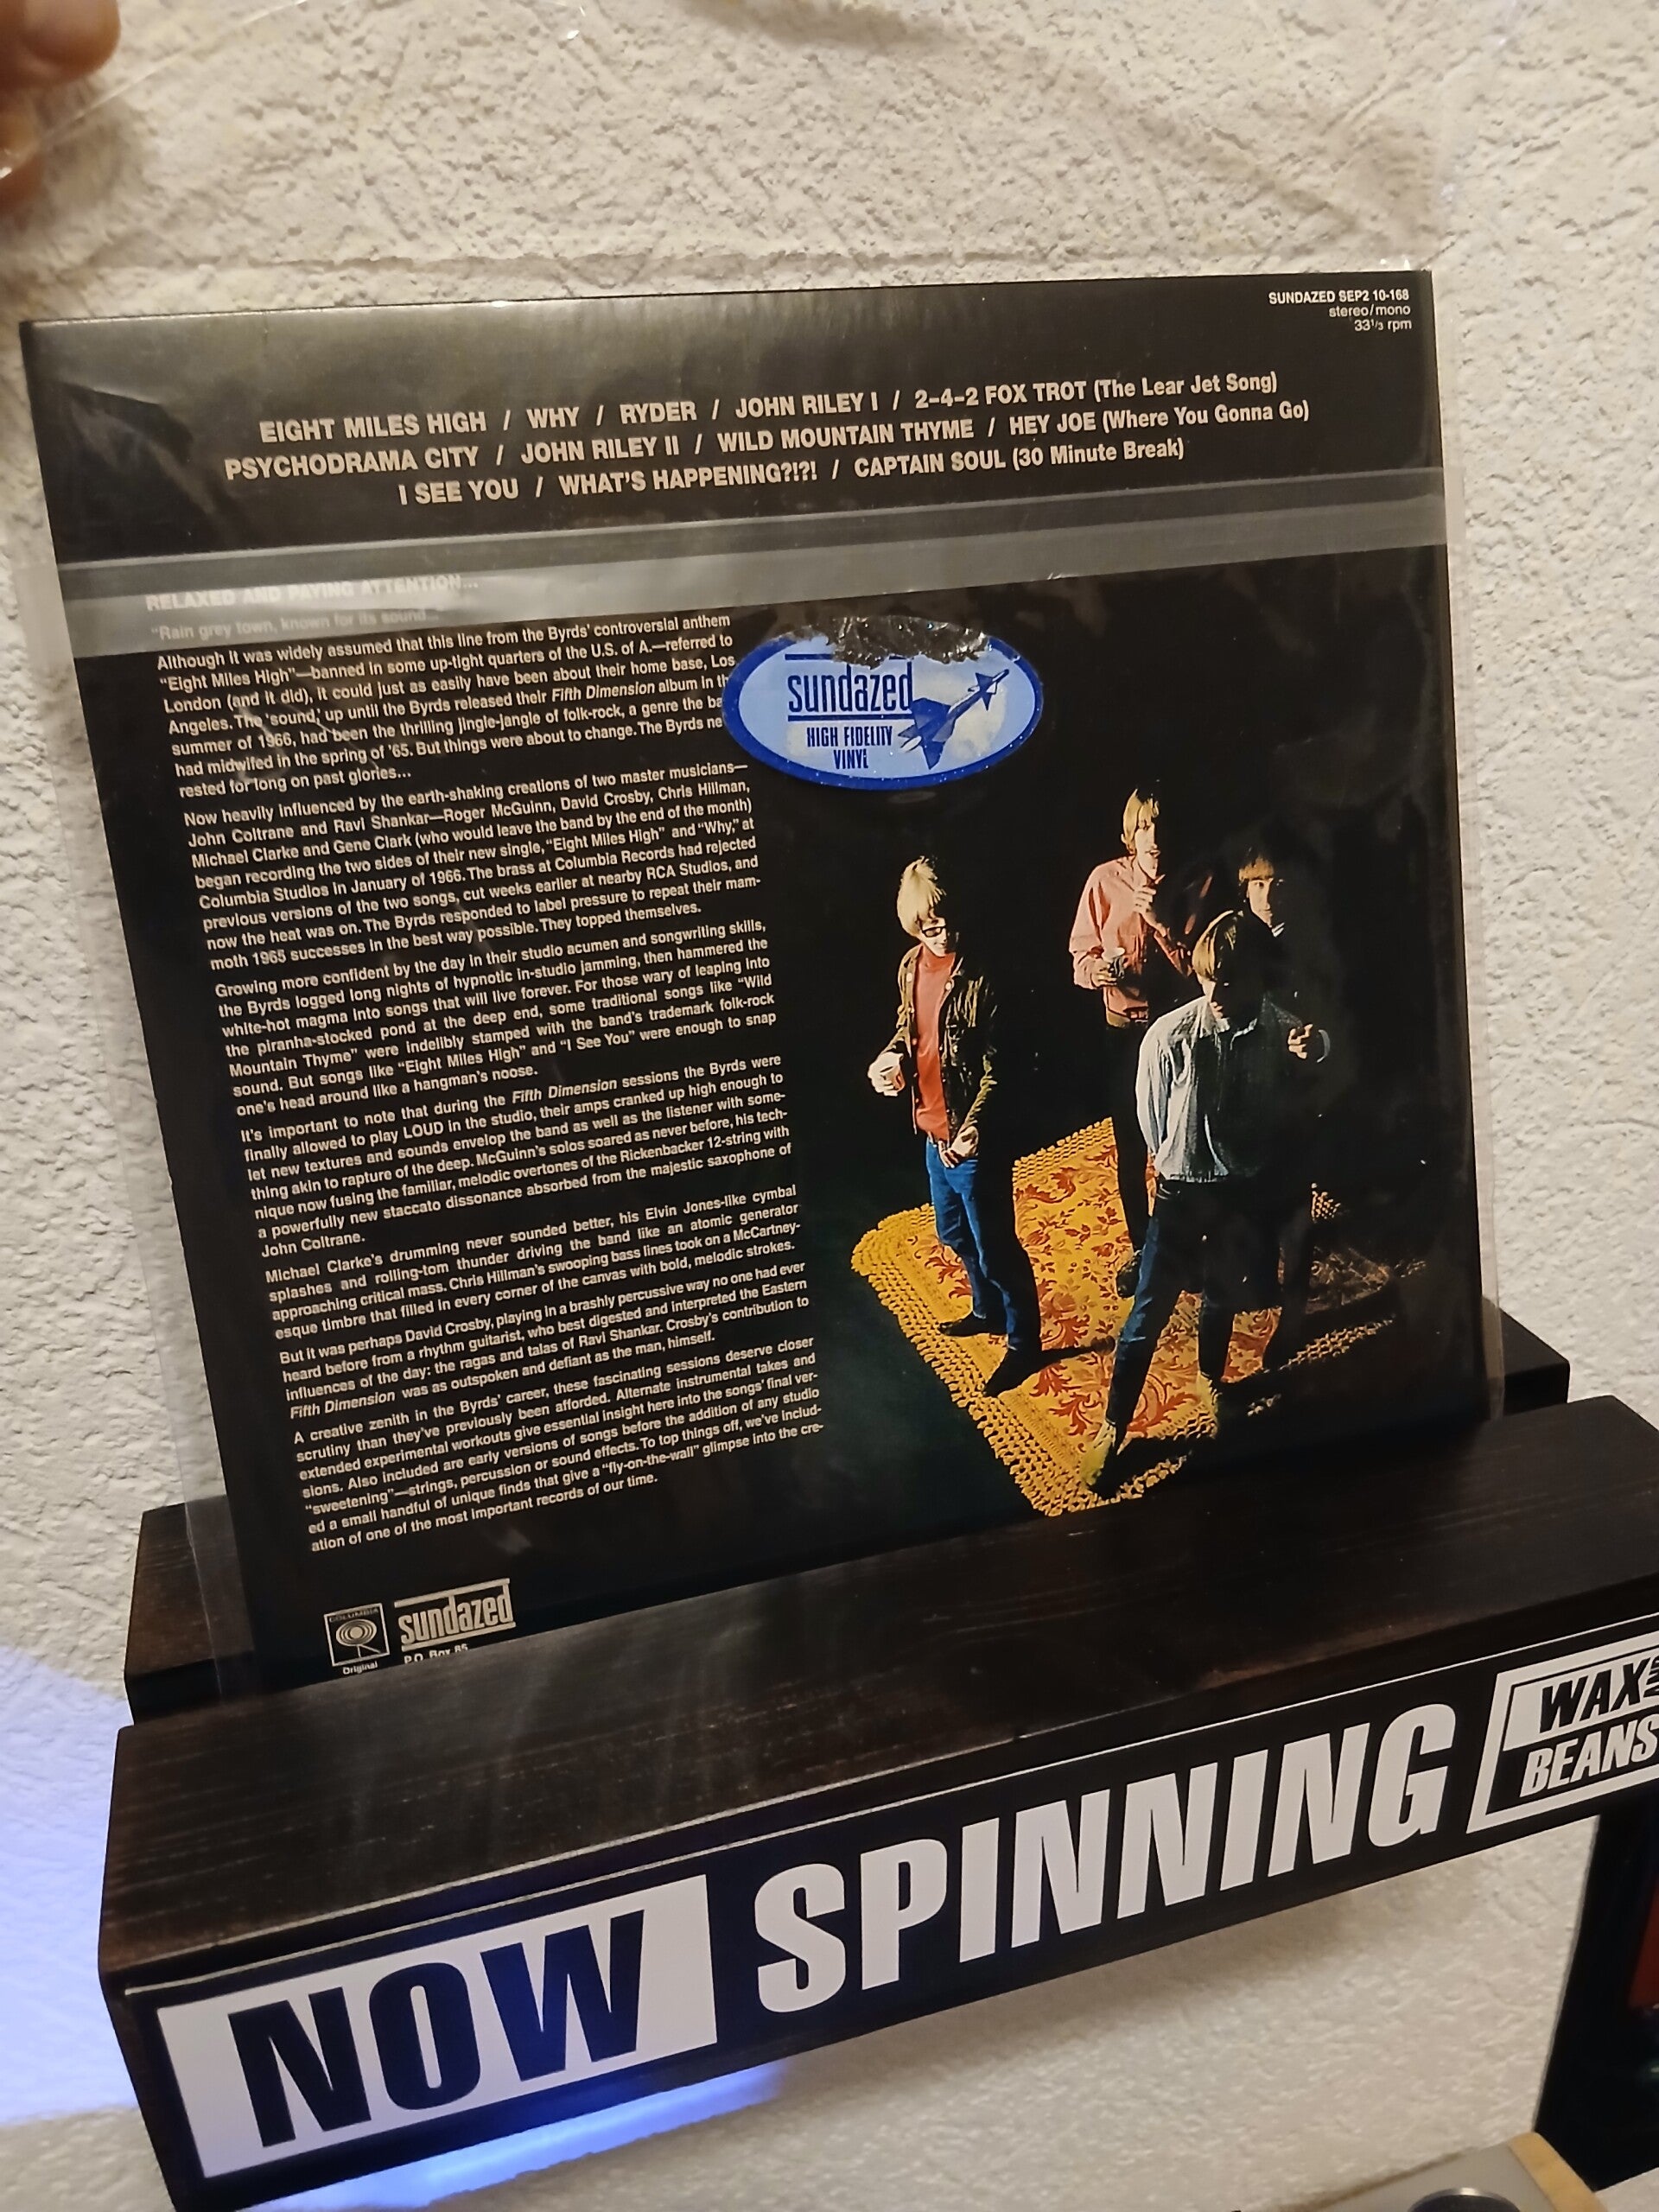 SUNDAZED SEP2 10-168
stereo/mono
33 1/3 rpm
EIGHT MILES HIGH / WHY / RYDER / JOHN RILEY I / 2-4-2 FOX TROT (The Lear Jet Song)
PSYCHODRAMA CITY / JOHN RILEY II / WILD MOUNTAIN THYME / HEY JOE (Where You Gonna Go)
I SEE YOU / WHAT'S HAPPENING?!?! / CAPTAIN SOUL (30 Minute Break)
RELAXED AND PAYING ATTENTION...
"Rain grey town, known for its sound...
Although it was widely assumed that this line from the Byrds' controversial anthem
"Eight Miles High"—banned in some up-tight quarters of the U.S. of A.—referred to
London (and it did), it could just as easily have been about their home base, Los
Angeles. The 'sound,' up until the Byrds released their Fifth Dimension album in th
summer of 1966, had been the thrilling jingle-jangle of folk-rock, a genre the ba
had midwifed in the spring of '65. But things were about to change. The Byrds ne
rested for long on past glories...
Now heavily influenced by the earth-shaking creations of two master musicians—
John Coltrane and Ravi Shankar—Roger McGuinn, David Crosby, Chris Hillman,
Michael Clarke and Gene Clark (who would leave the band by the end of the month)
began recording the two sides of their new single, "Eight Miles High" and "Why," at
Columbia Studios in January of 1966. The brass at Columbia Records had rejected
previous versions of the two songs, cut weeks earlier at nearby RCA Studios, and
now the heat was on. The Byrds responded to label pressure to repeat their mam-
moth 1965 successes in the best way possible. They topped themselves.
Growing more confident by the day in their studio acumen and songwriting skills,
the Byrds logged long nights of hypnotic in-studio jamming, then hammered the
white-hot magma into songs that will live forever. For those wary of leaping into
the piranha-stocked pond at the deep end, some traditional songs like "Wild
Mountain Thyme" were indelibly stamped with the band's trademark folk-rock
sound. But songs like "Eight Miles High" and "I See You" were enough to snap
one's head around like a hangman's noose.
It's important to note that during the Fifth Dimension sessions the Byrds were
finally allowed to play LOUD in the studio, their amps cranked up high enough to
let new textures and sounds envelop the band as well as the listener with some-
thing akin to rapture of the deep. McGuinn's solos soared as never before, his tech-
nique now fusing the familiar, melodic overtones of the Rickenbacker 12-string with
a powerfully new staccato dissonance absorbed from the majestic saxophone of
John Coltrane.
Michael Clarke's drumming never sounded better, his Elvin Jones-like cymbal
splashes and rolling-tom thunder driving the band like an atomic generator
approaching critical mass. Chris Hillman's swooping bass lines took on a McCartney-
esque timbre that filled in every corner of the canvas with bold, melodic strokes.
But it was perhaps David Crosby, playing in a brashly percussive way no one had ever
heard before from a rhythm guitarist, who best digested and interpreted the Eastern
influences of the day: the ragas and talas of Ravi Shankar. Crosby's contribution to
Fifth Dimension was as outspoken and defiant as the man, himself.
A creative zenith in the Byrds' career, these fascinating sessions deserve closer
scrutiny than they've previously been afforded. Alternate instrumental takes and
extended experimental workouts give essential insight here into the songs' final ver-
sions. Also included are early versions of songs before the addition of any studio
"sweetening"—strings, percussion or sound effects. To top things off, we've includ-
ed a small handful of unique finds that give a "fly-on-the-wall" glimpse into the cre-
ation of one of the most important records of our time.
sundazed
HIGH FIDELITY
VINYL
COLUMBIA
Original
sundazed
P.O. Box 85
NOW SPINNING
WAX AND
BEANS